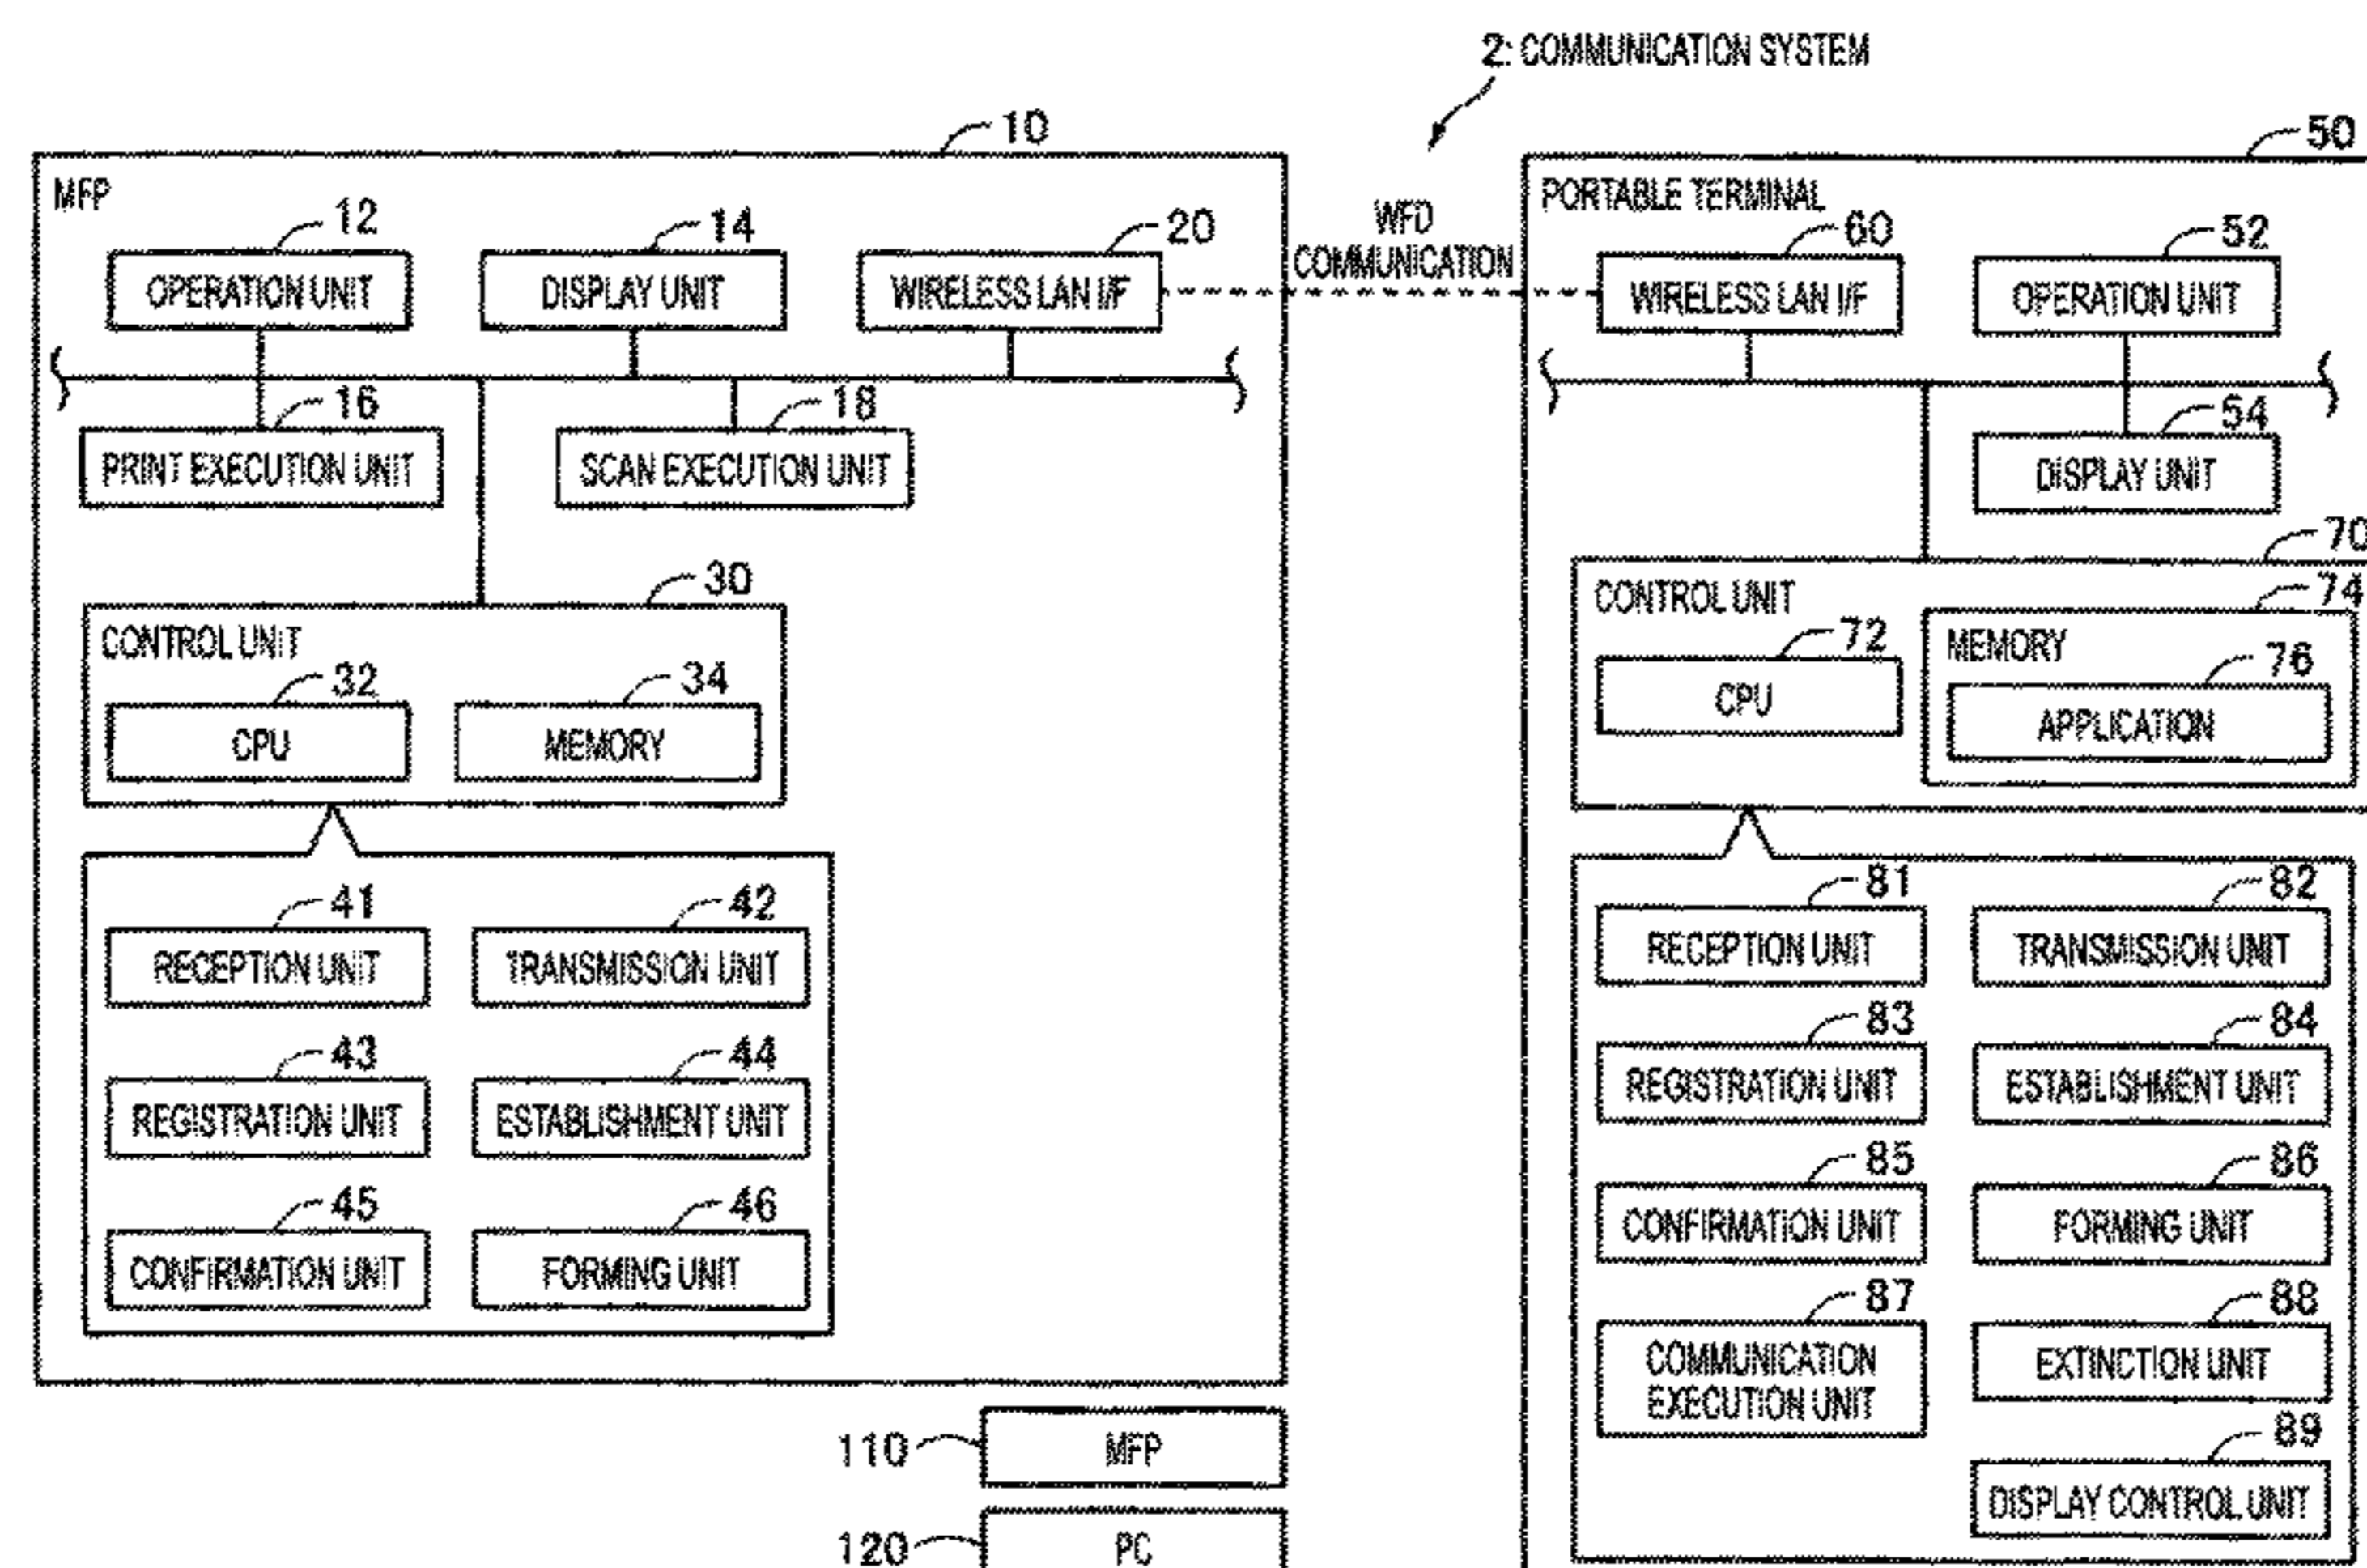 2: COMMUNICATION SYSTEM
10
MFP
12
OPERATION UNIT
14
DISPLAY UNIT
20
WIRELESS LAN I/F
16
PRINT EXECUTION UNIT
18
SCAN EXECUTION UNIT
30
CONTROL UNIT
32
CPU
34
MEMORY
41
RECEPTION UNIT
42
TRANSMISSION UNIT
43
REGISTRATION UNIT
44
ESTABLISHMENT UNIT
45
CONFIRMATION UNIT
46
FORMING UNIT
110
MFP
120
PC
WFD
COMMUNICATION
50
PORTABLE TERMINAL
60
WIRELESS LAN I/F
52
OPERATION UNIT
54
DISPLAY UNIT
70
CONTROL UNIT
72
CPU
74
MEMORY
76
APPLICATION
81
RECEPTION UNIT
82
TRANSMISSION UNIT
83
REGISTRATION UNIT
84
ESTABLISHMENT UNIT
85
CONFIRMATION UNIT
86
FORMING UNIT
87
COMMUNICATION
EXECUTION UNIT
88
EXTINCTION UNIT
89
DISPLAY CONTROL UNIT